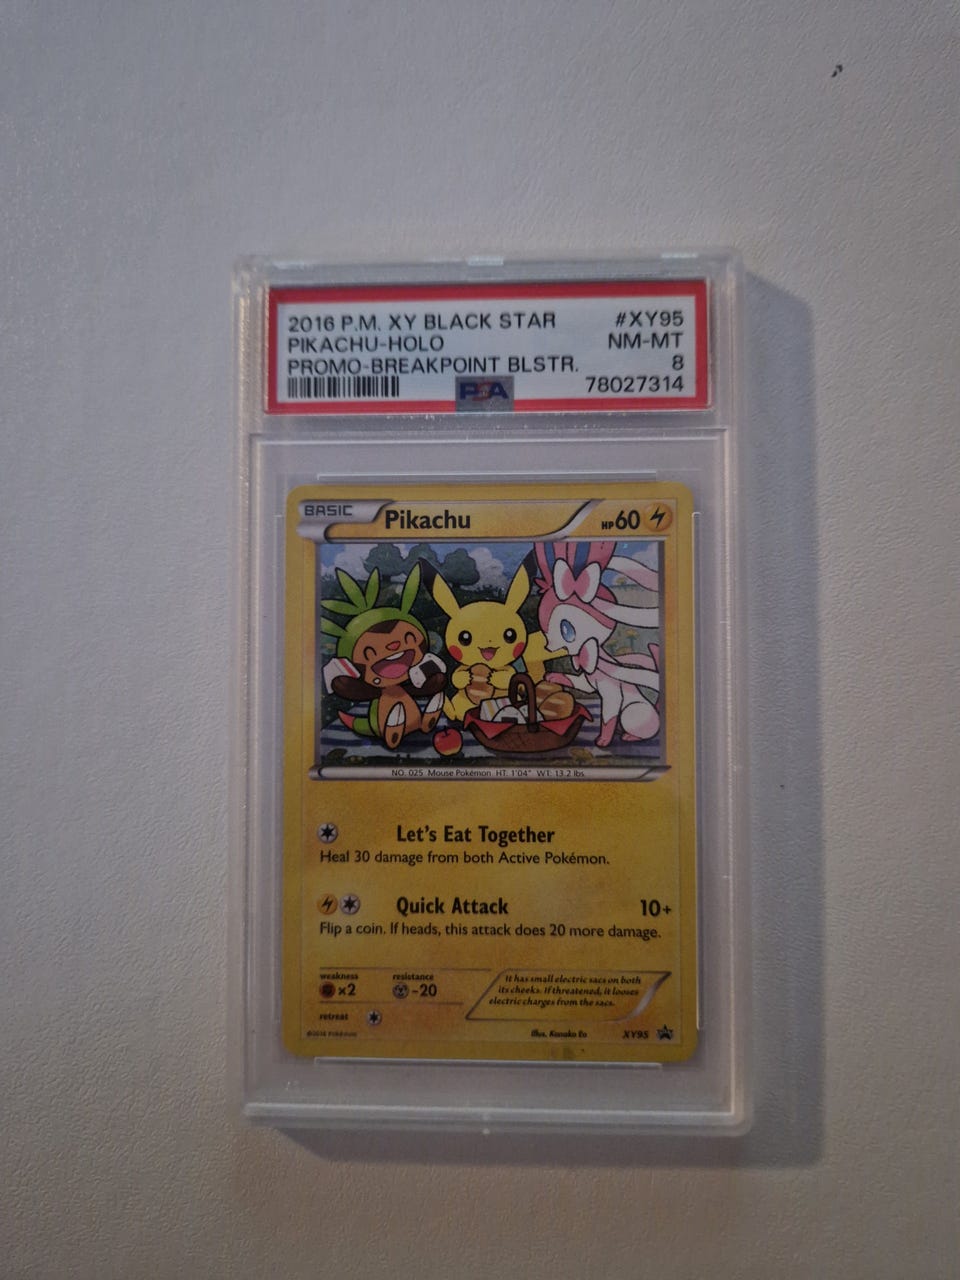 2016 P.M. XY BLACK STAR #XY95
PIKACHU-HOLO NM-MT
PROMO-BREAKPOINT BLSTR. 8
PSA 78027314
BASIC Pikachu HP60
NO. 025 Mouse Pokémon HT: 1'04" WT: 13.2 lbs.
Let's Eat Together
Heal 30 damage from both Active Pokémon.
Quick Attack 10+
Flip a coin. If heads, this attack does 20 more damage.
weakness resistance
×2 -20
retreat
It has small electric sacs on both
its cheeks. If threatened, it looses
electric charges from the sacs.
©2016 Pokémon Illus. Kanako Eo XY95